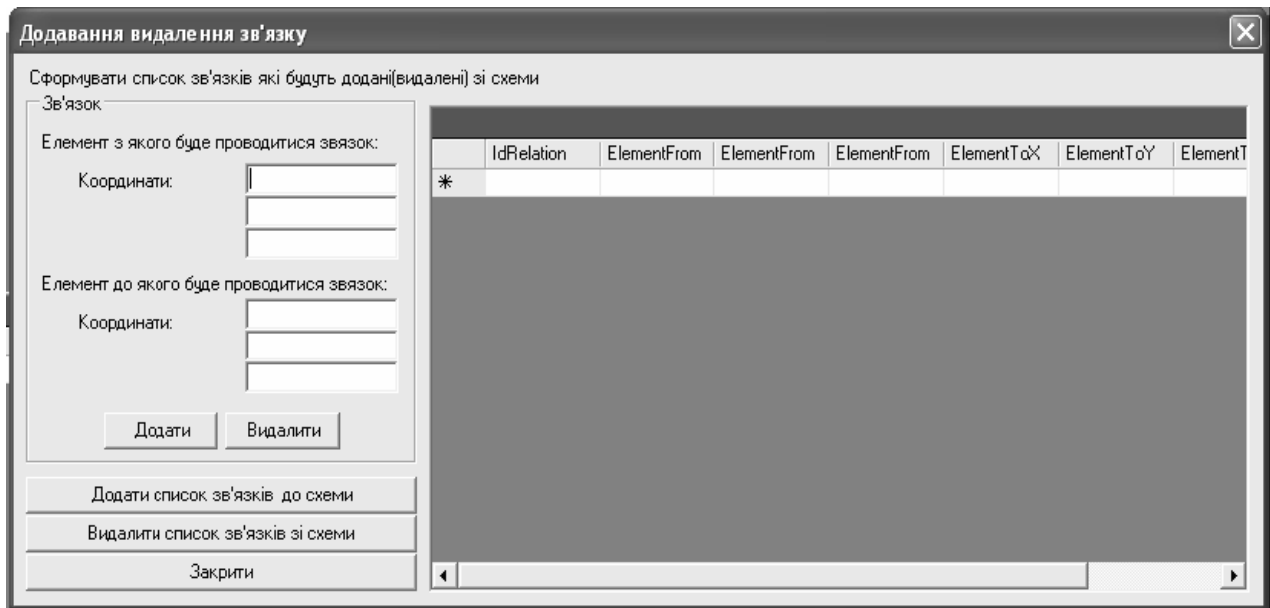 Додавання видалення зв'язку
Сформувати список зв'язків які будуть додані(видалені) зі схеми
Зв'язок
Елемент з якого буде проводитися звязок:
Координати:
Елемент до якого буде проводитися звязок:
Координати:
Додати Видалити
Додати список зв'язків до схеми
Видалити список зв'язків зі схеми
Закрити
IdRelation ElementFrom ElementFrom ElementFrom ElementToX ElementToY ElementT
*